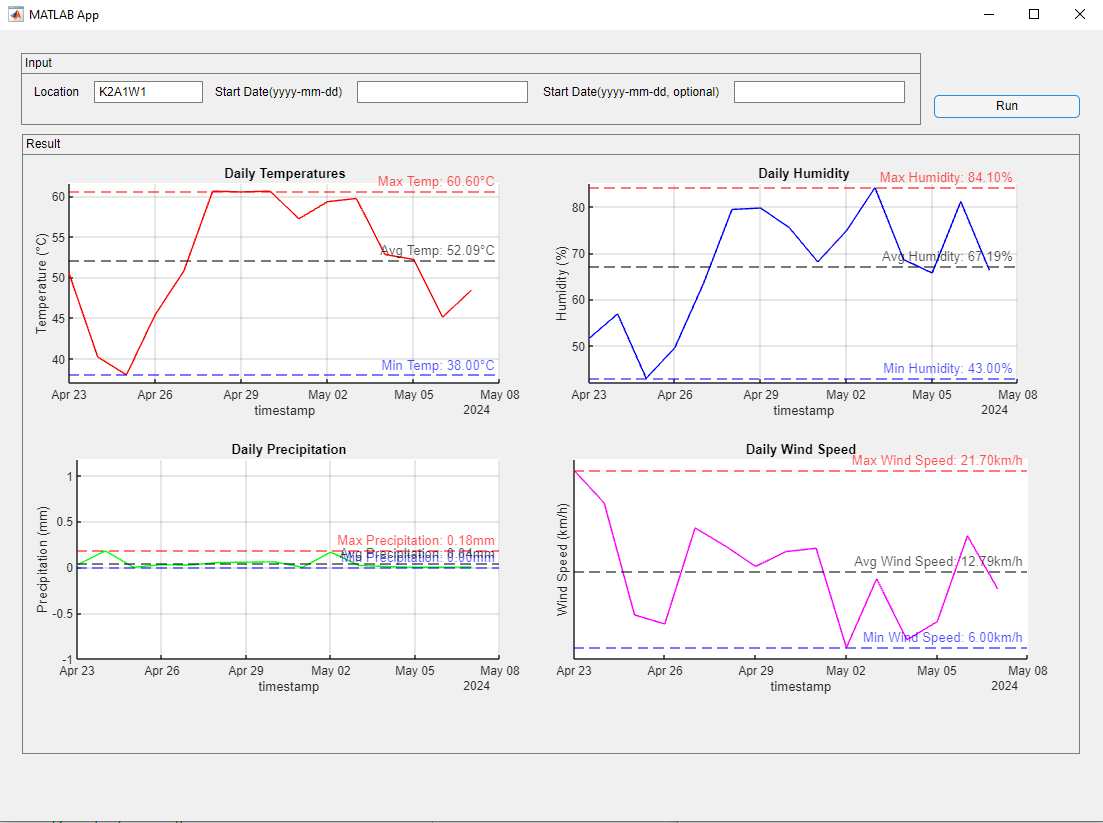 MATLAB App
Input
Location K2A1W1 Start Date(yyyy-mm-dd) Start Date(yyyy-mm-dd, optional)
Run
Result
Daily Temperatures
Max Temp: 60.60°C
Avg Temp: 52.09°C
Min Temp: 38.00°C
Temperature (°C)
60
55
50
45
40
Apr 23 Apr 26 Apr 29 May 02 May 05 May 08
timestamp 2024
Daily Humidity
Max Humidity: 84.10%
Avg Humidity: 67.19%
Min Humidity: 43.00%
Humidity (%)
80
70
60
50
Apr 23 Apr 26 Apr 29 May 02 May 05 May 08
timestamp 2024
Daily Precipitation
Max Precipitation: 0.18mm
Avg Precipitation: 0.04mm
Min Precipitation: 0.00mm
Precipitation (mm)
1
0.5
0
-0.5
-1
Apr 23 Apr 26 Apr 29 May 02 May 05 May 08
timestamp 2024
Daily Wind Speed
Max Wind Speed: 21.70km/h
Avg Wind Speed: 12.79km/h
Min Wind Speed: 6.00km/h
Wind Speed (km/h)
Apr 23 Apr 26 Apr 29 May 02 May 05 May 08
timestamp 2024